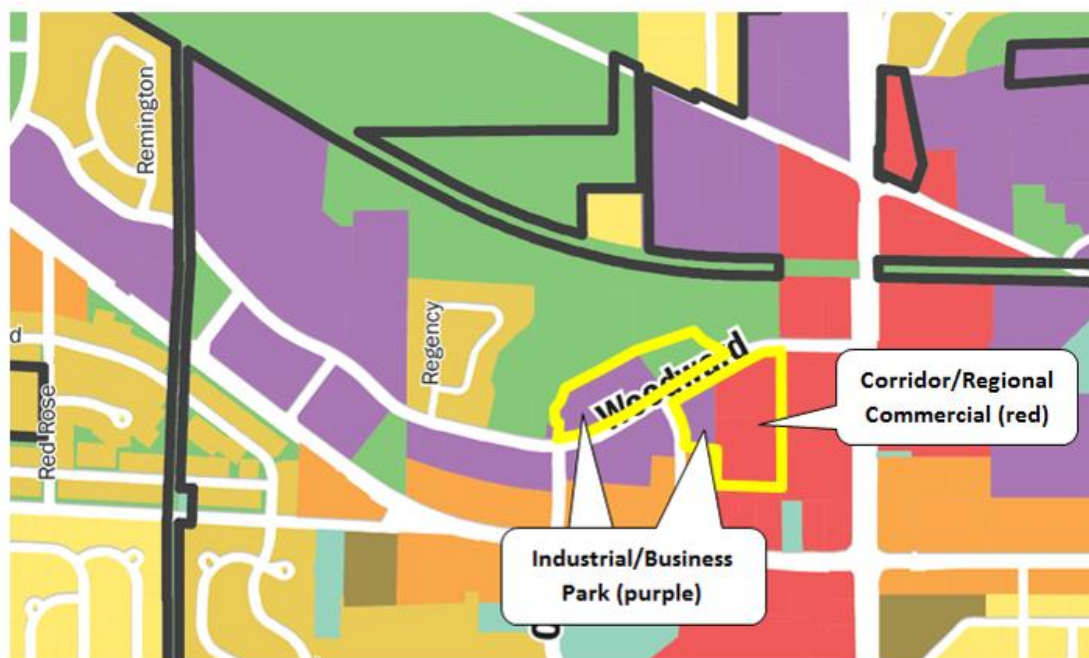 Remington
Regency
Woodward
d
Red Rose
Corridor/Regional
Commercial (red)
Industrial/Business
Park (purple)